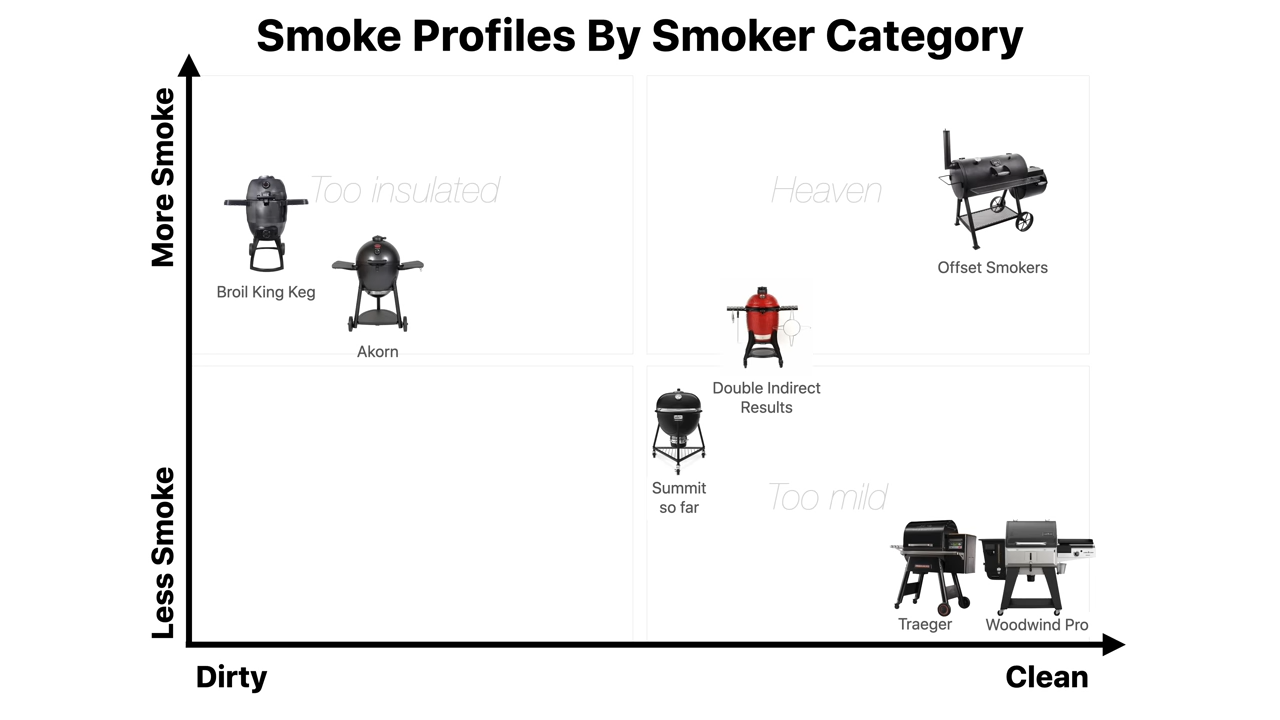 Smoke Profiles By Smoker Category
More Smoke
Too insulated
Heaven
Broil King Keg
Offset Smokers
Akorn
Double Indirect
Results
Summit
so far
Too mild
Less Smoke
Traeger
Woodwind Pro
Dirty
Clean